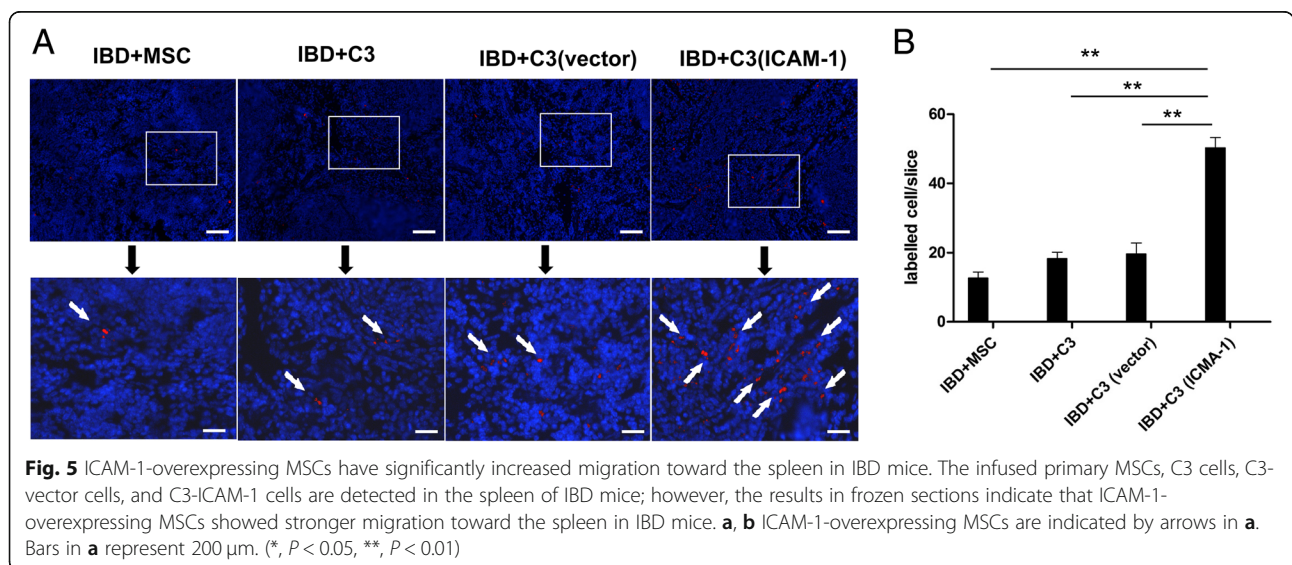 A
IBD+MSC
IBD+C3
IBD+C3(vector)
IBD+C3(ICAM-1)
B
**
**
**
labelled cell/slice
60
40
20
0
IBD+MSC
IBD+C3
IBD+C3 (vector)
IBD+C3 (ICMA-1)
Fig. 5 ICAM-1-overexpressing MSCs have significantly increased migration toward the spleen in IBD mice. The infused primary MSCs, C3 cells, C3-
vector cells, and C3-ICAM-1 cells are detected in the spleen of IBD mice; however, the results in frozen sections indicate that ICAM-1-
overexpressing MSCs showed stronger migration toward the spleen in IBD mice. a, b ICAM-1-overexpressing MSCs are indicated by arrows in a.
Bars in a represent 200 μm. (*, P < 0.05, **, P < 0.01)